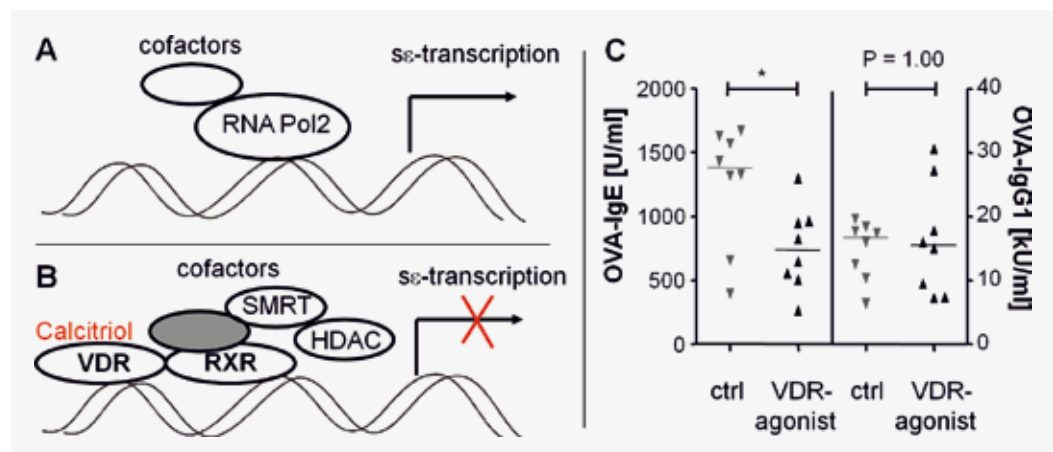 A
cofactors
sε-transcription
RNA Pol2
B
cofactors
sε-transcription
SMRT
Calcitriol
HDAC
VDR
RXR
C
*
P = 1.00
OVA-IgE [U/ml]
2000
1500
1000
500
0
OVA-IgG1 [kU/ml]
40
30
20
10
0
ctrl
VDR-
agonist
ctrl
VDR-
agonist